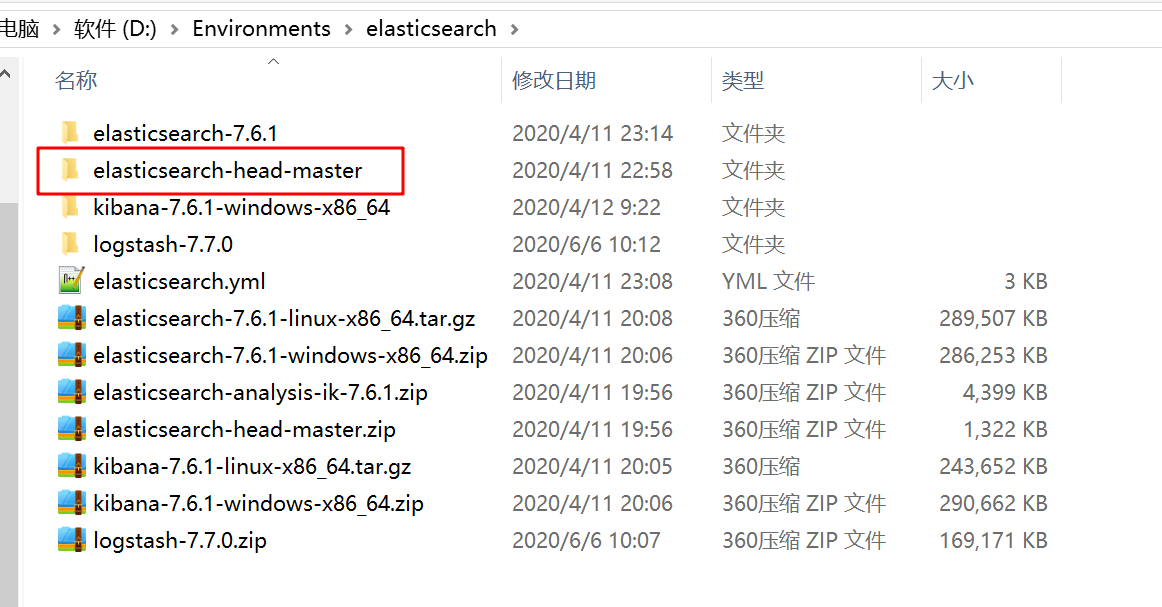 电脑 > 软件 (D:) > Environments > elasticsearch >
名称 修改日期 类型 大小
elasticsearch-7.6.1 2020/4/11 23:14 文件夹
elasticsearch-head-master 2020/4/11 22:58 文件夹
kibana-7.6.1-windows-x86_64 2020/4/12 9:22 文件夹
logstash-7.7.0 2020/6/6 10:12 文件夹
elasticsearch.yml 2020/4/11 23:08 YML 文件 3 KB
elasticsearch-7.6.1-linux-x86_64.tar.gz 2020/4/11 20:08 360压缩 289,507 KB
elasticsearch-7.6.1-windows-x86_64.zip 2020/4/11 20:06 360压缩 ZIP 文件 286,253 KB
elasticsearch-analysis-ik-7.6.1.zip 2020/4/11 19:56 360压缩 ZIP 文件 4,399 KB
elasticsearch-head-master.zip 2020/4/11 19:56 360压缩 ZIP 文件 1,322 KB
kibana-7.6.1-linux-x86_64.tar.gz 2020/4/11 20:05 360压缩 243,652 KB
kibana-7.6.1-windows-x86_64.zip 2020/4/11 20:06 360压缩 ZIP 文件 290,662 KB
logstash-7.7.0.zip 2020/6/6 10:07 360压缩 ZIP 文件 169,171 KB